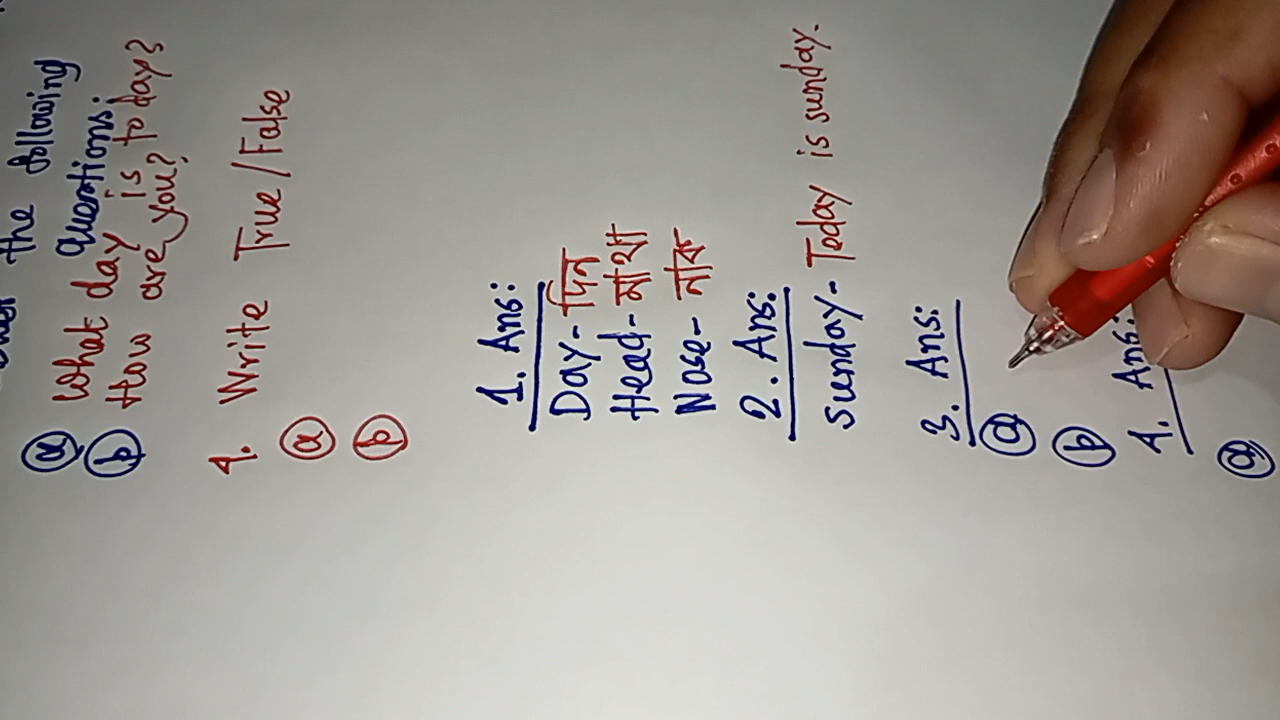 the following
questions:
ⓐ What day is today?
ⓑ How are you?
4. Write True/False
ⓐ
ⓑ
1. Ans:
Day- দিন
Head- মাথা
Nose- নাক
2. Ans:
Sunday- Today is sunday.
3. Ans:
ⓐ
ⓑ
4. Ans:
ⓐ